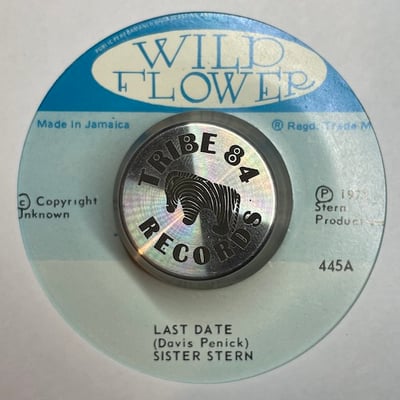 WILD
FLOWER
Made in Jamaica
® Regd. Trade M
© Copyright
Unknown
TRIBE 84
RECORDS
Ⓟ 197
Stern
Produc
445A
LAST DATE
(Davis Penick)
SISTER STERN